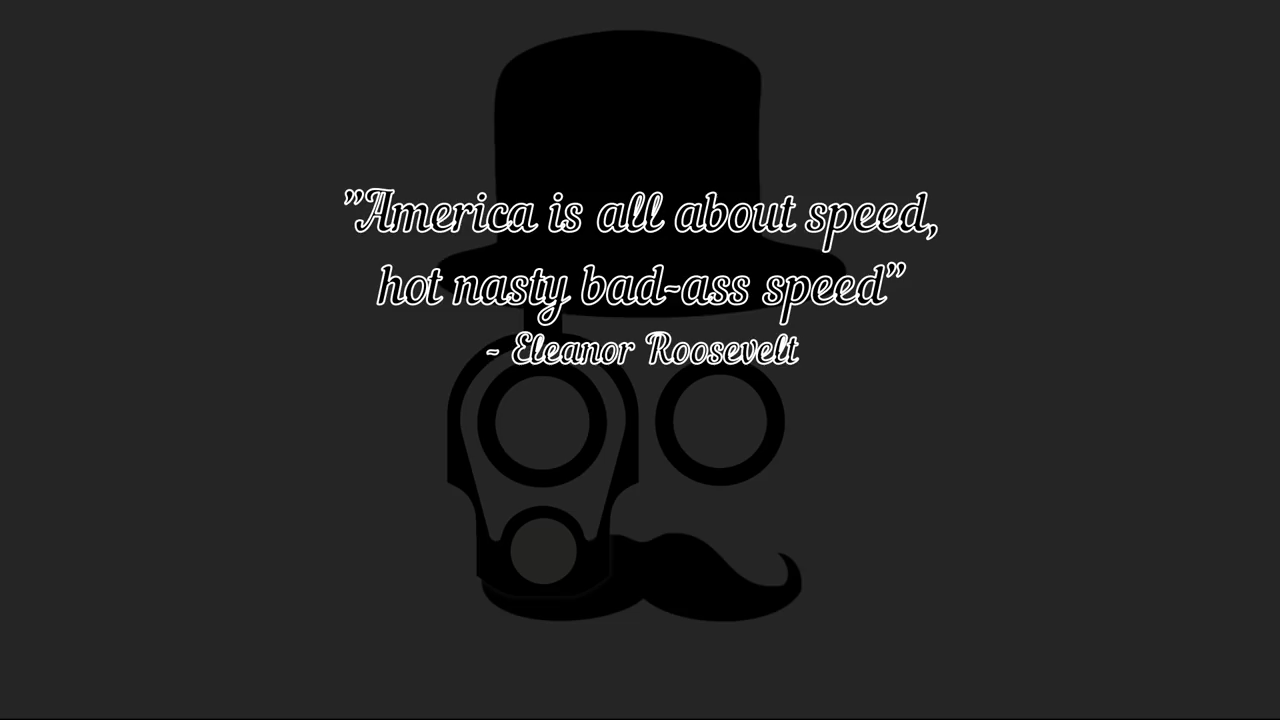 ”America is all about speed,
hot nasty bad-ass speed”
~ Eleanor Roosevelt